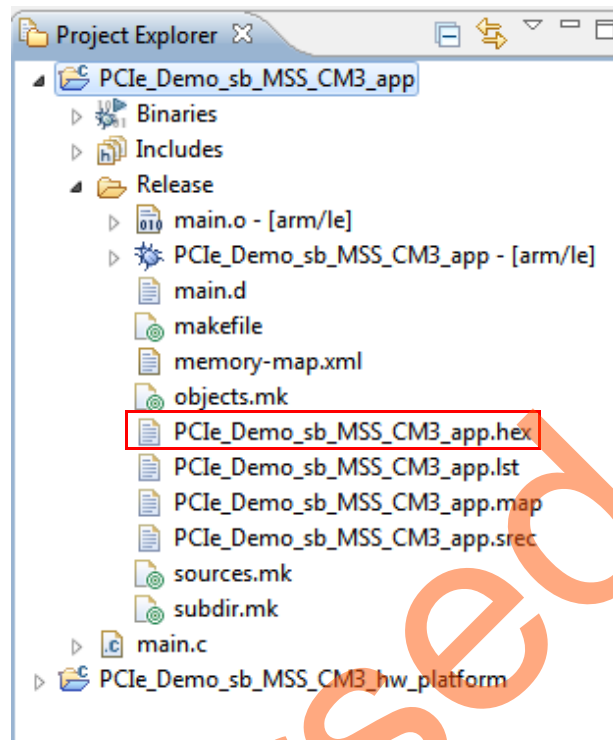 Project Explorer
PCIe_Demo_sb_MSS_CM3_app
Binaries
Includes
Release
main.o - [arm/le]
PCIe_Demo_sb_MSS_CM3_app - [arm/le]
main.d
makefile
memory-map.xml
objects.mk
PCIe_Demo_sb_MSS_CM3_app.hex
PCIe_Demo_sb_MSS_CM3_app.lst
PCIe_Demo_sb_MSS_CM3_app.map
PCIe_Demo_sb_MSS_CM3_app.srec
sources.mk
subdir.mk
main.c
PCIe_Demo_sb_MSS_CM3_hw_platform
sed